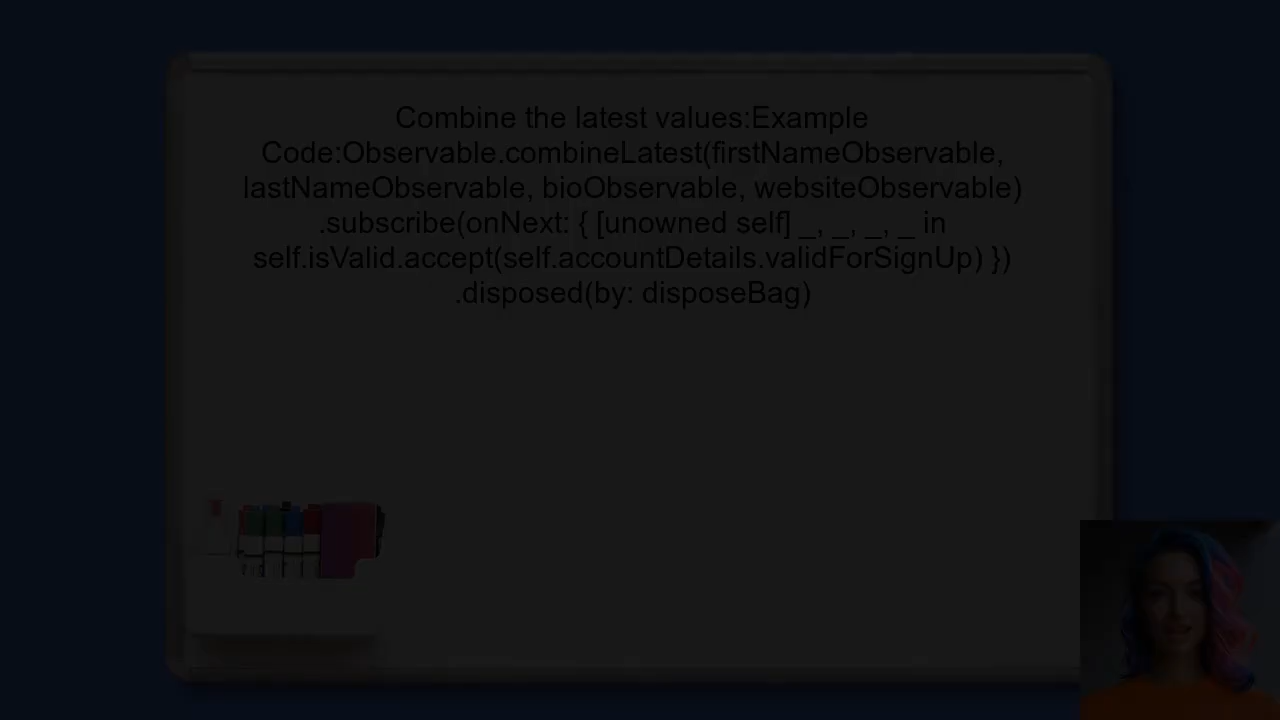 Combine the latest values:Example
Code:Observable.combineLatest(firstNameObservable,
lastNameObservable, bioObservable, websiteObservable)
.subscribe(onNext: { [unowned self] _, _, _, _ in
self.isValid.accept(self.accountDetails.validForSignUp) })
.disposed(by: disposeBag)